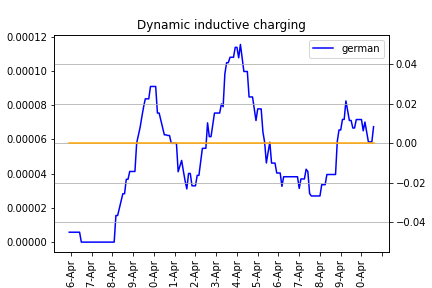 Dynamic inductive charging
german
0.00012
0.00010
0.00008
0.00006
0.00004
0.00002
0.00000
0.04
0.02
0.00
−0.02
−0.04
6-Apr
7-Apr
8-Apr
9-Apr
0-Apr
1-Apr
2-Apr
3-Apr
4-Apr
5-Apr
6-Apr
7-Apr
8-Apr
9-Apr
0-Apr